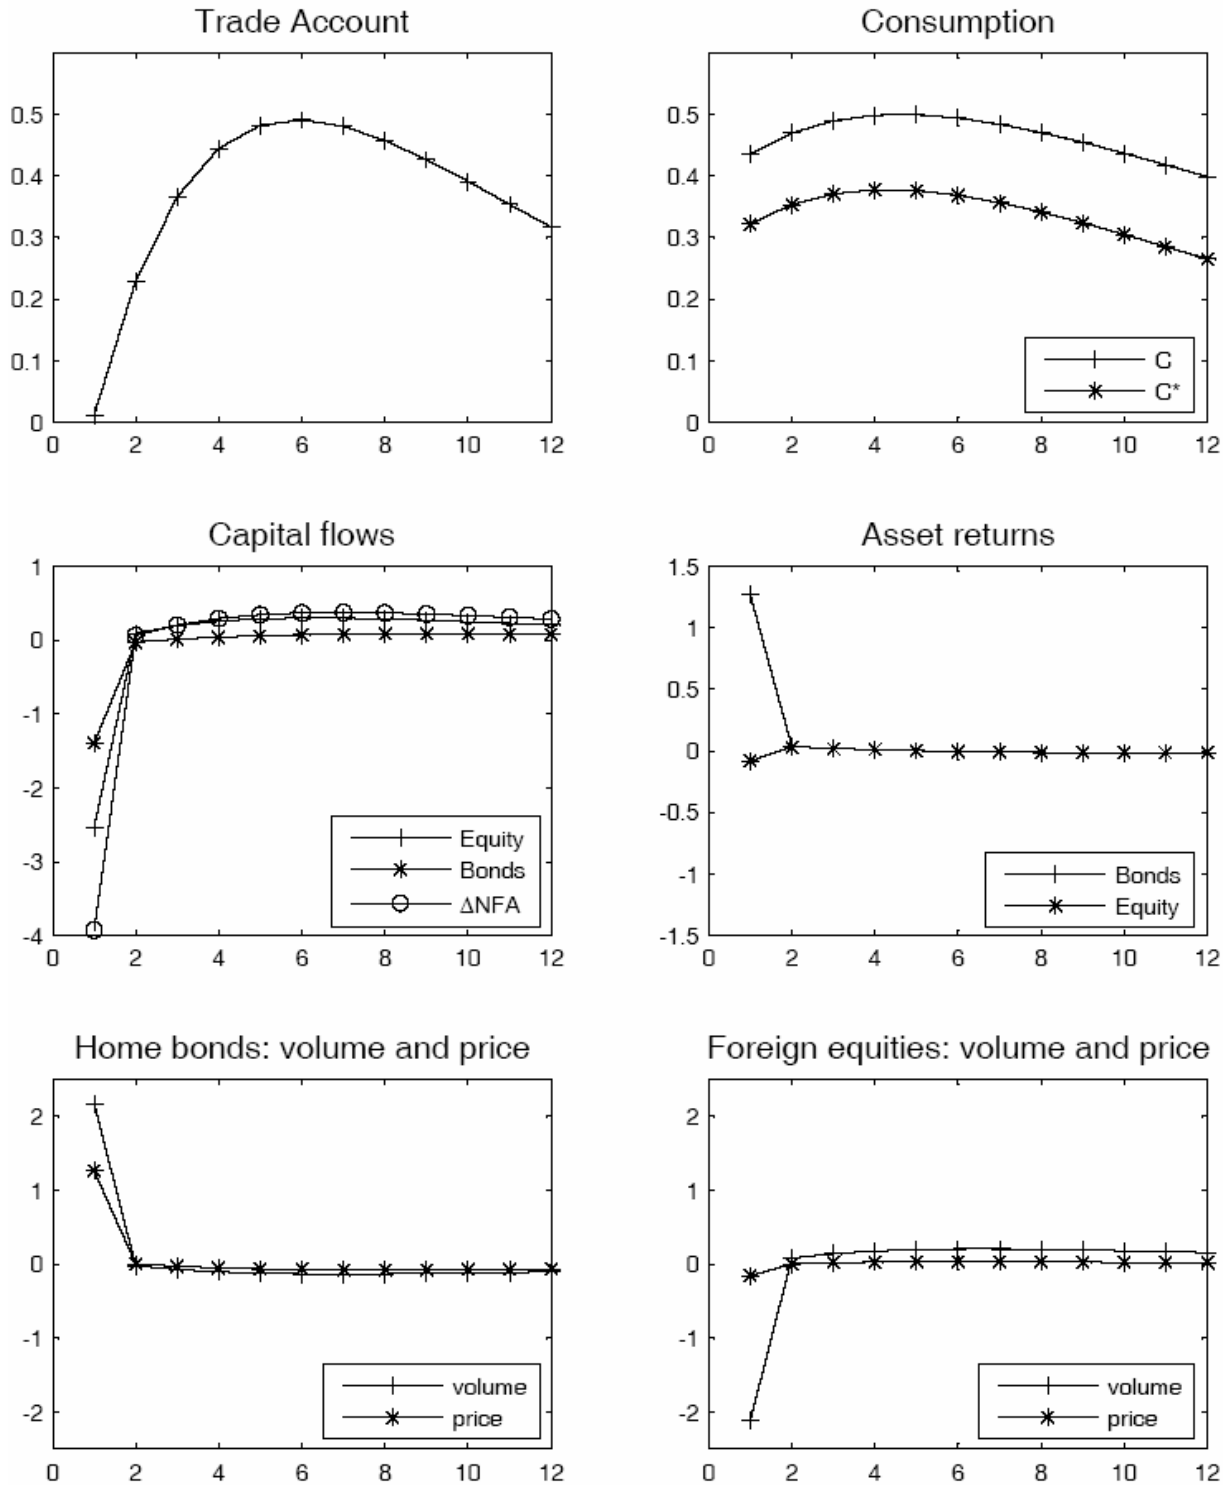 Trade Account
0.5
0.4
0.3
0.2
0.1
0
0 2 4 6 8 10 12
Consumption
0.5
0.4
0.3
0.2
0.1
0
C
C*
0 2 4 6 8 10 12
Capital flows
1
0
-1
-2
-3
-4
Equity
Bonds
ΔNFA
0 2 4 6 8 10 12
Asset returns
1.5
1
0.5
0
-0.5
-1
-1.5
Bonds
Equity
0 2 4 6 8 10 12
Home bonds: volume and price
2
1
0
-1
-2
volume
price
0 2 4 6 8 10 12
Foreign equities: volume and price
2
1
0
-1
-2
volume
price
0 2 4 6 8 10 12